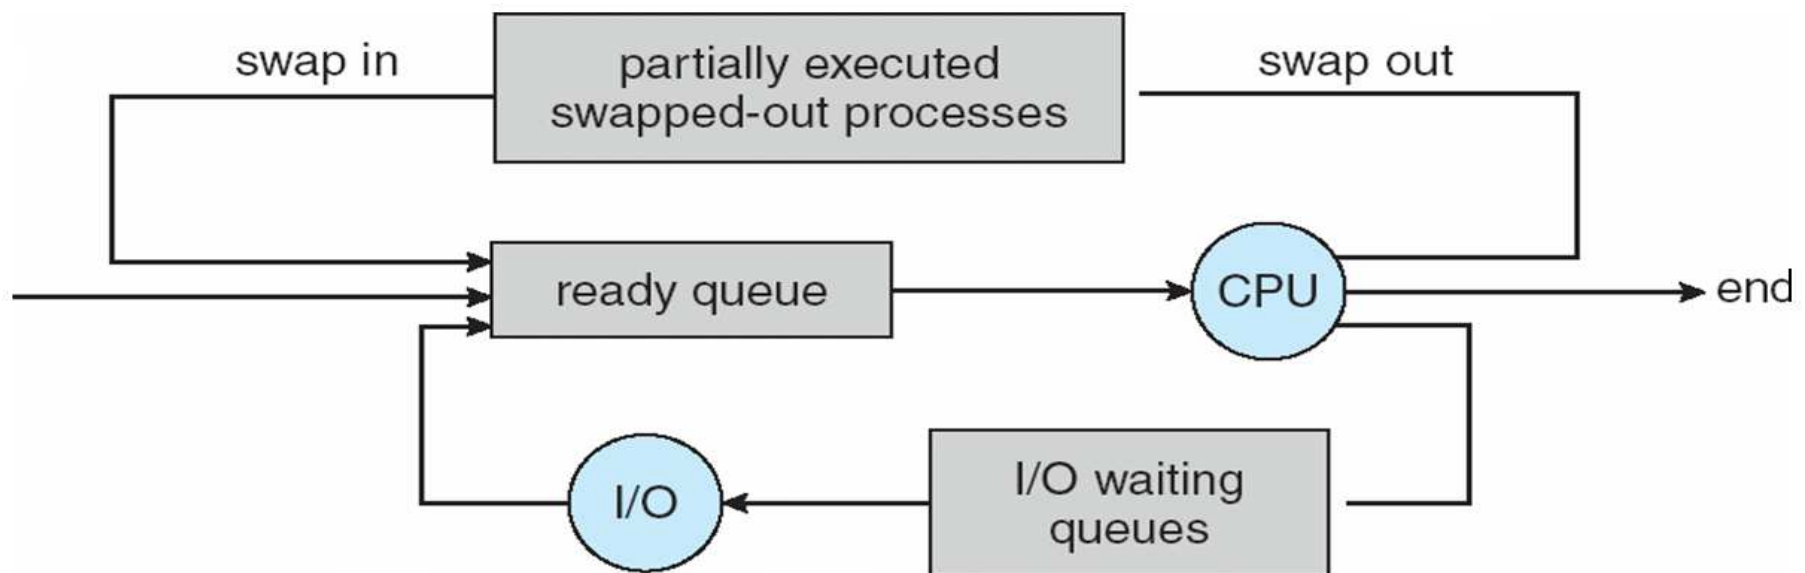 swap in
partially executed
swapped-out processes
swap out
ready queue
CPU
end
I/O
I/O waiting
queues